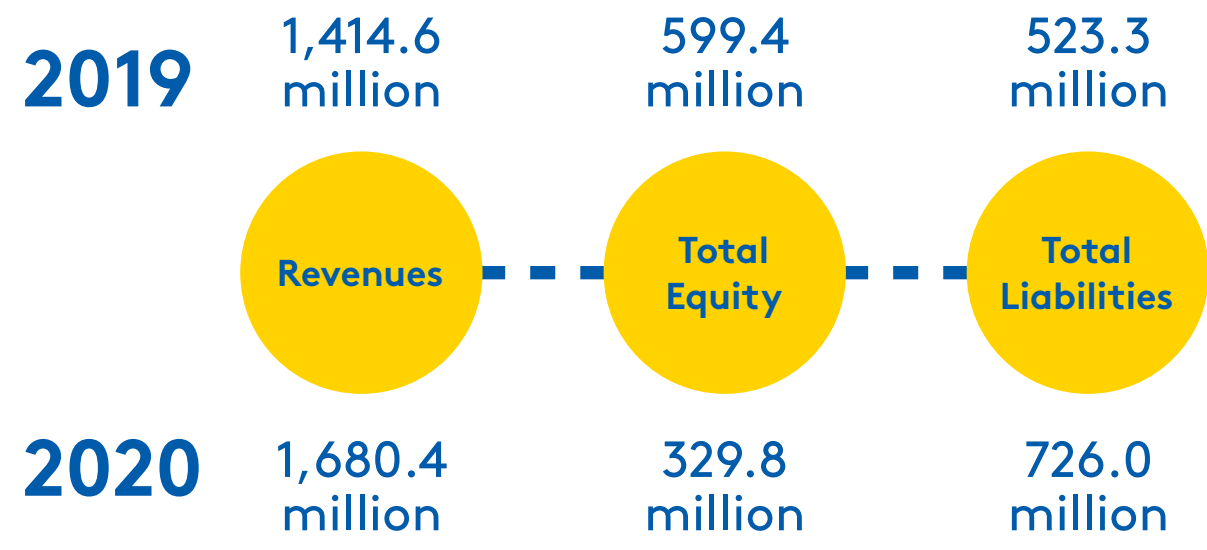 2019
1,414.6
million
599.4
million
523.3
million
Revenues
Total
Equity
Total
Liabilities
2020
1,680.4
million
329.8
million
726.0
million